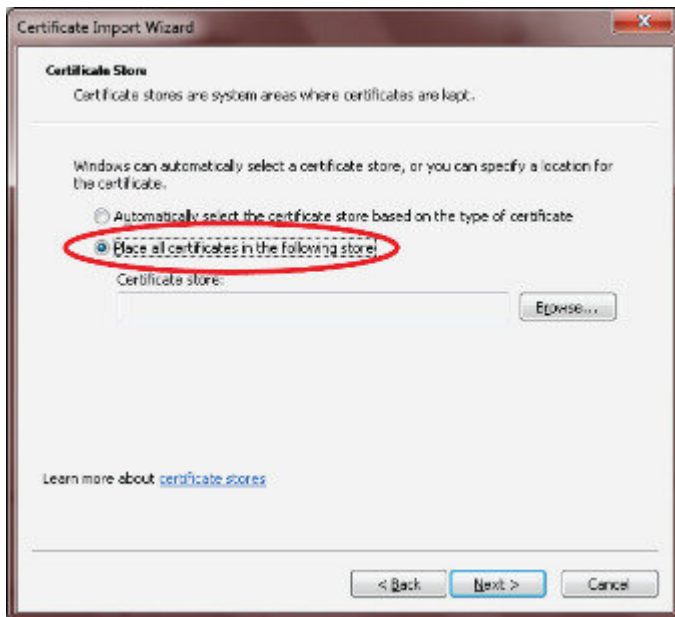 Certificate Import Wizard
Certificate Store
Certificate stores are system areas where certificates are kept.
Windows can automatically select a certificate store, or you can specify a location for
the certificate.
Automatically select the certificate store based on the type of certificate
Place all certificates in the following store
Certificate store:
Browse...
Learn more about certificate stores
< Back
Next >
Cancel